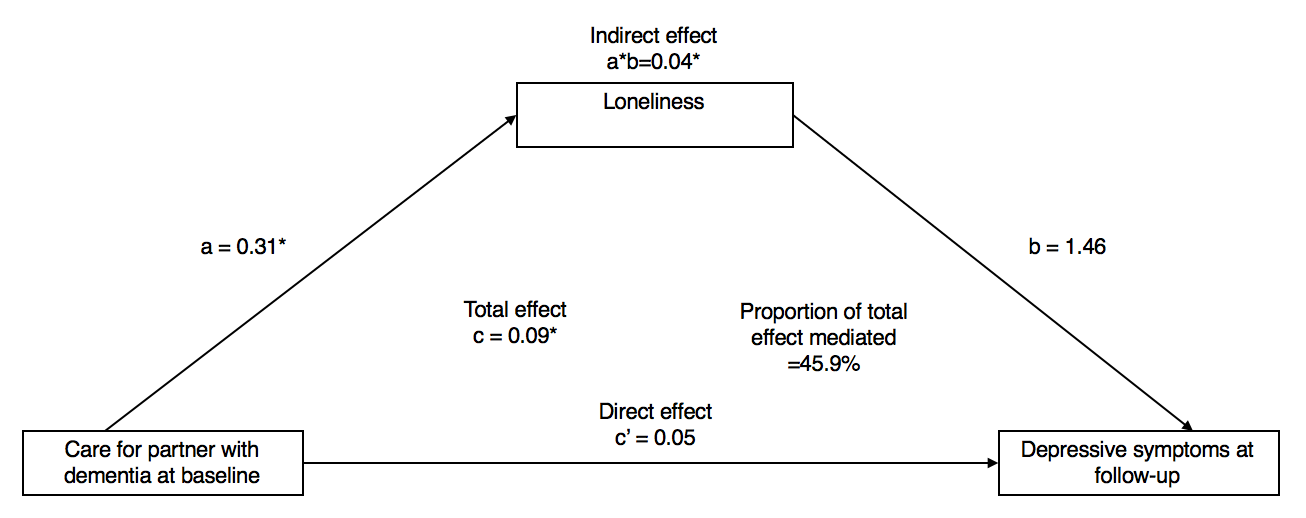 Indirect effect
a*b=0.04*
Loneliness
a = 0.31*
b = 1.46
Total effect
c = 0.09*
Proportion of total
effect mediated
=45.9%
Direct effect
c’ = 0.05
Care for partner with
dementia at baseline
Depressive symptoms at
follow-up